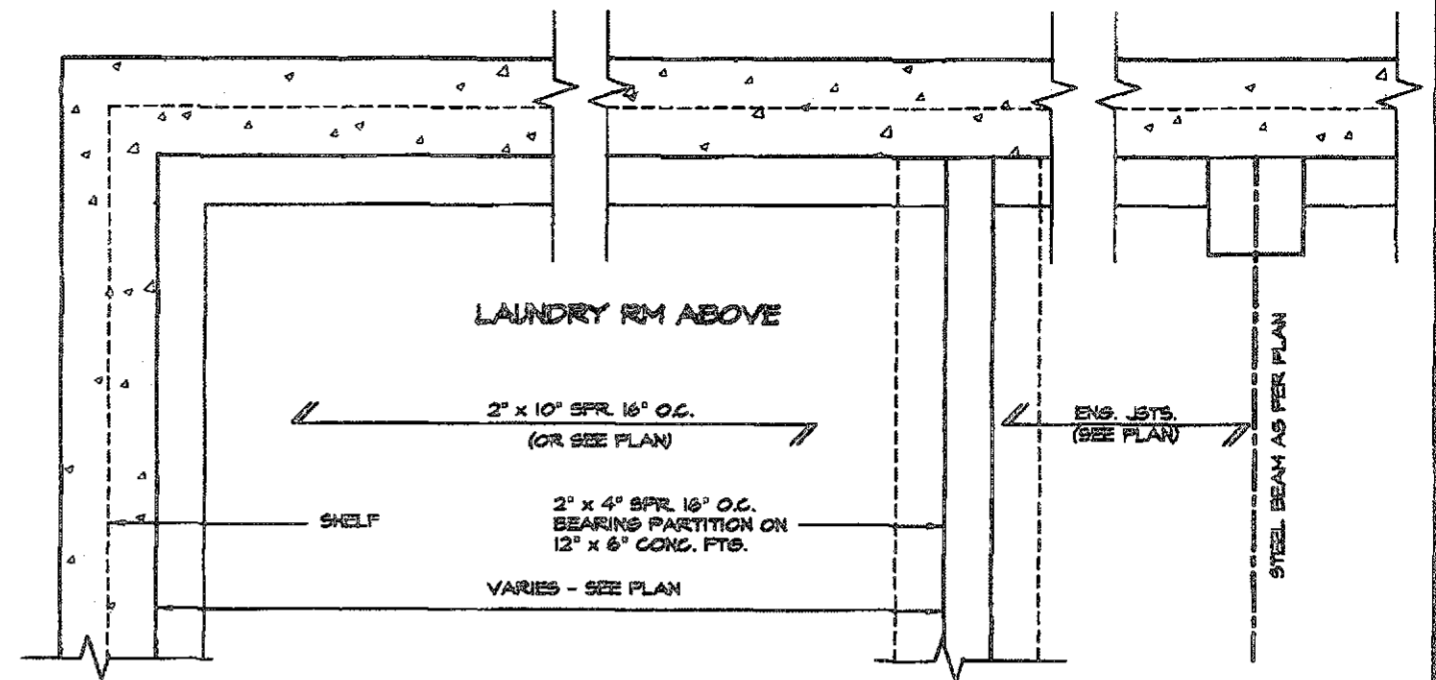 LAUNDRY RM ABOVE
2" x 10" SPR. 16" O.C.
(OR SEE PLAN)
ENG. JSTS.
(SEE PLAN)
STEEL BEAM AS PER PLAN
SHELF
2" x 4" SPR. 16" O.C.
BEARING PARTITION ON
12" x 6" CONC. FTG.
VARIES - SEE PLAN